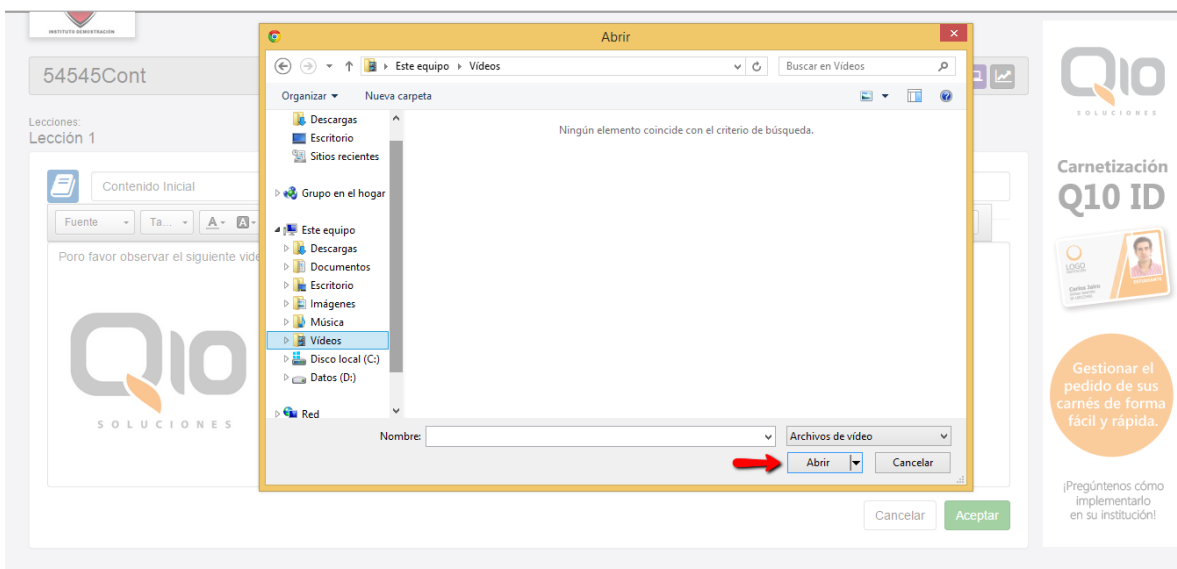 INSTITUTO DEMOSTRACIÓN
54545Cont
Lecciones:
Lección 1
Contenido Inicial
Fuente
Ta...
A
A
Poro favor observar el siguiente vide
Q10
SOLUCIONES
Abrir
Este equipo
Vídeos
Buscar en Vídeos
Organizar
Nueva carpeta
Descargas
Escritorio
Sitios recientes
Grupo en el hogar
Este equipo
Descargas
Documentos
Escritorio
Imágenes
Música
Vídeos
Disco local (C:)
Datos (D:)
Red
Ningún elemento coincide con el criterio de búsqueda.
Nombre:
Archivos de vídeo
Abrir
Cancelar
Cancelar
Aceptar
Q10
SOLUCIONES
Carnetización
Q10 ID
LOGO
Carlos Jairo
Gestionar el
pedido de sus
carnés de forma
fácil y rápida.
¡Pregúntenos cómo
implementarlo
en su institución!